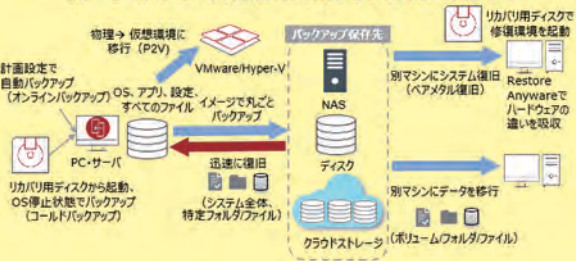 物理→ 仮想環境に
移行(P2V)
VMware/Hyper-V
計画設定で
自動バックアップ
(オンラインバックアップ)
OS、アプリ、設定、
すべてのファイル
イメージで丸ごと
バックアップ
PC・サーバ
リカバリ用ディスクから起動、
OS停止状態でバックアップ
(コールドバックアップ)
迅速に復旧
(システム全体、
特定フォルダ/ファイル)
バックアップ保存先
NAS
ディスク
クラウドストレージ
リカバリ用ディスクで
修復環境を起動
別マシンにシステム復旧
(ベアメタル復旧)
Restore
Anywareで
ハードウェアの
違いを吸収
別マシンにデータを移行
(ボリューム/フォルダ/ファイル)